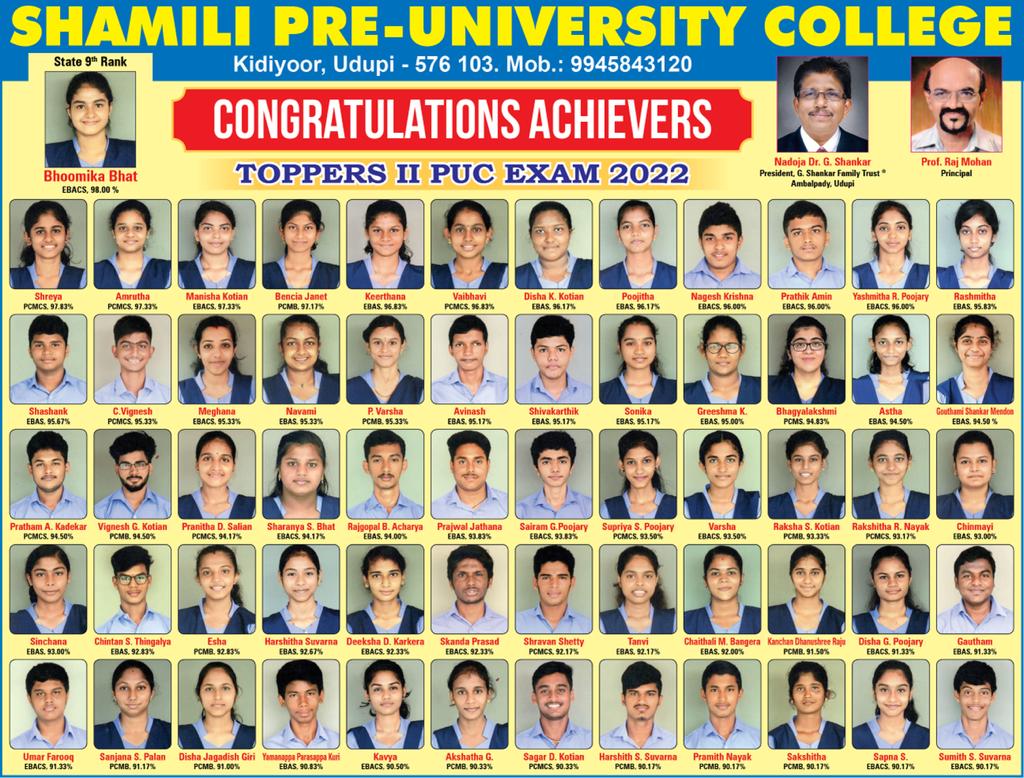 SHAMILI PRE-UNIVERSITY COLLEGE
Kidiyoor, Udupi - 576 103. Mob.: 9945843120
State 9th Rank
Bhoomika Bhat
EBACS, 98.00 %
CONGRATULATIONS ACHIEVERS
TOPPERS II PUC EXAM 2022
Nadoja Dr. G. Shankar
President, G. Shankar Family Trust ®
Ambalpady, Udupi
Prof. Raj Mohan
Principal
Shreya Amrutha Manisha Kotian Bencia Janet Keerthana Vaibhavi Disha K. Kotian Poojitha Nagesh Krishna Prathik Amin Yashmitha R. Poojary Rashmitha
PCMCS, 97.83% PCMCS, 97.33% EBACS, 97.33% PCMB, 97.17% EBAS, 96.83% PCMCS, 96.83% EBAS, 96.17% EBAS, 96.17% EBACS, 96.00% EBACS, 96.00% EBACS, 96.00% EBAS, 95.83%
Shashank C.Vignesh Meghana Navami P. Varsha Avinash Shivakarthik Sonika Greeshma K. Bhagyalakshmi Astha Gouthami Shankar Mendon
EBAS, 95.67% PCMCS, 95.33% EBACS, 95.33% EBAS, 95.33% PCMB, 95.33% EBAS, 95.17% EBAS, 95.17% EBAS, 95.17% EBAS, 95.00% PCMS, 94.83% EBAS, 94.50% EBAS, 94.50 %
Pratham A. Kadekar Vignesh G. Kotian Pranitha D. Salian Sharanya S. Bhat Rajgopal B. Acharya Prajwal Jathana Sairam G.Poojary Supriya S. Poojary Varsha Raksha S. Kotian Rakshitha R. Nayak Chinmayi
PCMCS, 94.50% PCMB, 94.50% PCMCS, 94.17% EBACS, 94.17% EBAS, 94.00% EBAS, 93.83% EBACS, 93.83% PCMCS, 93.50% EBAS, 93.50% PCMB, 93.33% PCMCS, 93.17% EBAS, 93.00%
Sinchana Chintan S. Thingalya Esha Harshitha Suvarna Deeksha D. Karkera Skanda Prasad Shravan Shetty Tanvi Chaithali M. Bangera Kanchan Dhanushree Raju Disha G. Poojary Gautham
EBAS, 93.00% EBAS, 92.83% PCMB, 92.83% EBAS, 92.67% EBACS, 92.33% EBACS, 92.33% PCMCS, 92.17% EBAS, 92.17% EBAS, 92.00% PCMB, 91.50% EBACS, 91.33% EBAS, 91.33%
Umar Farooq Sanjana S. Palan Disha Jagadish Giri Yamanappa Parasappa Kuri Kavya Akshatha G. Sagar D. Kotian Harshith S. Suvarna Pramith Nayak Sakshitha Sapna S. Sumith S. Suvarna
EBACS, 91.33% PCMB, 91.17% PCMB, 91.00% EBAS, 90.83% EBACS, 90.50% PCMB, 90.33% PCMCS, 90.33% PCMB, 90.17% PCMB, 90.17% PCMB, 90.17% EBACS, 90.17% EBACS, 90.17%